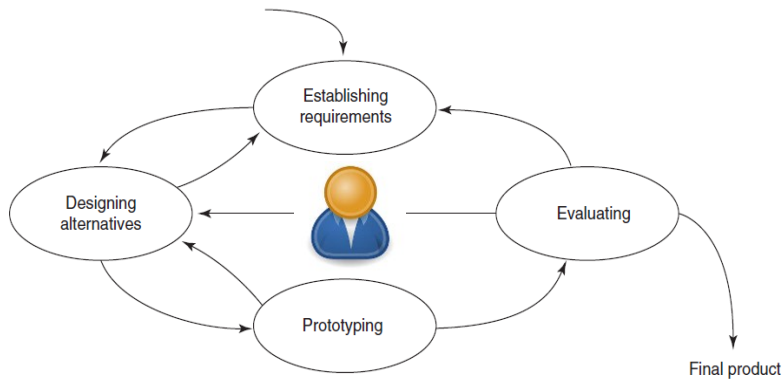 Establishing
requirements
Designing
alternatives
Evaluating
Prototyping
Final product